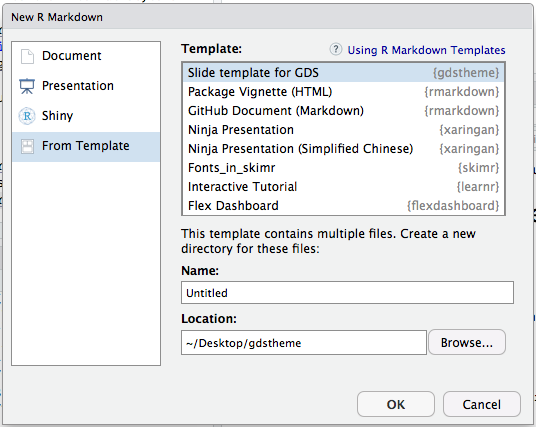 New R Markdown
Document
Presentation
Shiny
From Template
Template:
? Using R Markdown Templates
Slide template for GDS {gdstheme}
Package Vignette (HTML) {rmarkdown}
GitHub Document (Markdown) {rmarkdown}
Ninja Presentation {xaringan}
Ninja Presentation (Simplified Chinese) {xaringan}
Fonts_in_skimr {skimr}
Interactive Tutorial {learnr}
Flex Dashboard {flexdashboard}
This template contains multiple files. Create a new
directory for these files:
Name:
Untitled
Location:
~/Desktop/gdstheme
Browse...
OK
Cancel